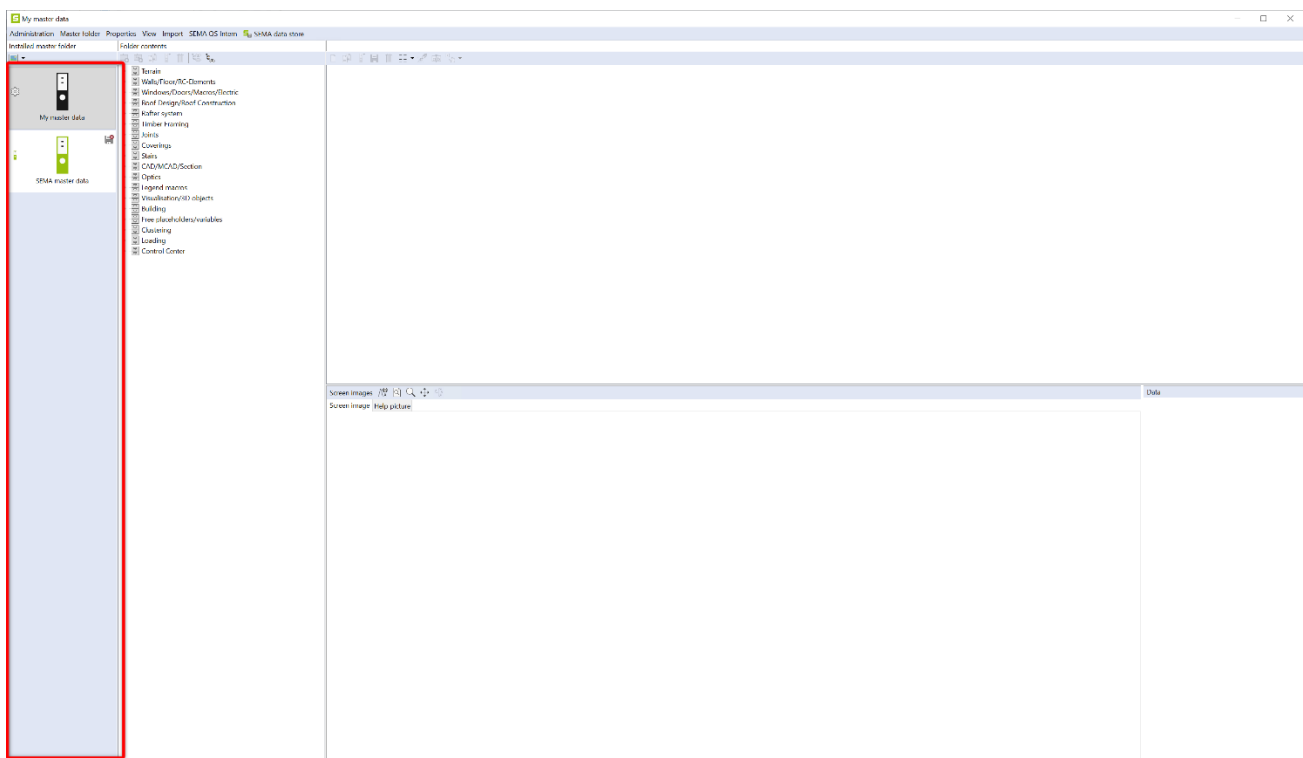 My master data
Administration Master folder Properties View Import SEMA QS Intern SEMA data store
Installed master folder Folder contents
Terrain
Walls/Floor/RC-Elements
Windows/Doors/Macros/Electric
Roof Design/Roof Construction
Rafter system
Timber Framing
Joints
Coverings
Stairs
CAD/MCAD/Section
Optics
Legend macros
Visualisation/3D objects
Building
Free placeholders/variables
Clustering
Loading
Control Center
My master data
SEMA master data
Screen images Data
Screen image Help picture